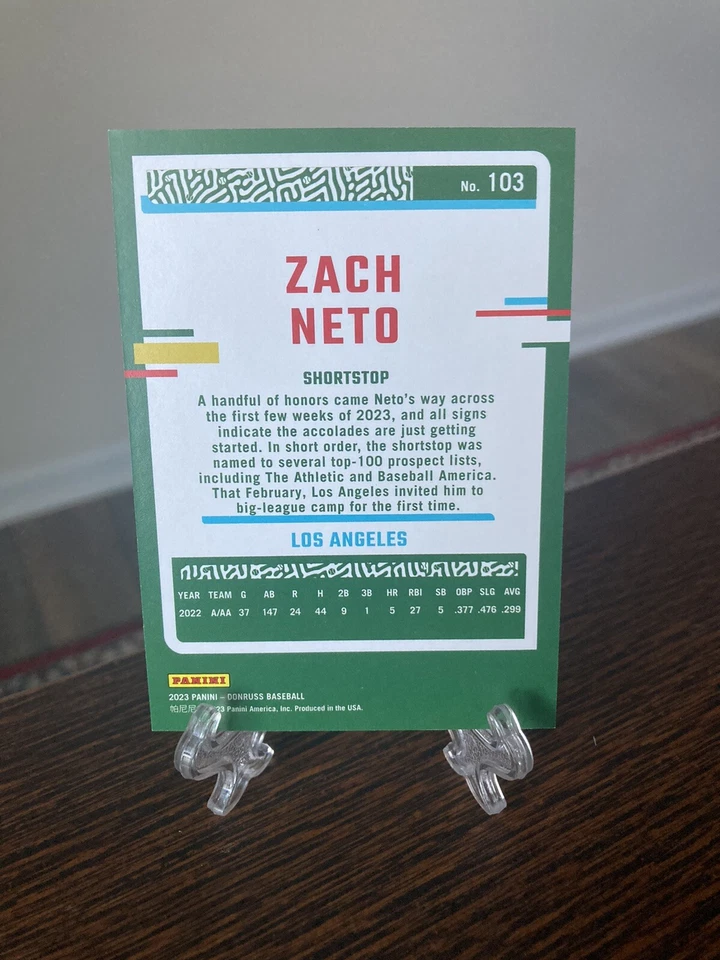 No. 103
ZACH
NETO
SHORTSTOP
A handful of honors came Neto's way across
the first few weeks of 2023, and all signs
indicate the accolades are just getting
started. In short order, the shortstop was
named to several top-100 prospect lists,
including The Athletic and Baseball America.
That February, Los Angeles invited him to
big-league camp for the first time.
LOS ANGELES
YEAR TEAM G AB R H 2B 3B HR RBI SB OBP SLG AVG
2022 A/AA 37 147 24 44 9 1 5 27 5 .377 .476 .299
PANINI
2023 PANINI – DONRUSS BASEBALL
帕尼尼 23 Panini America, Inc. Produced in the USA.